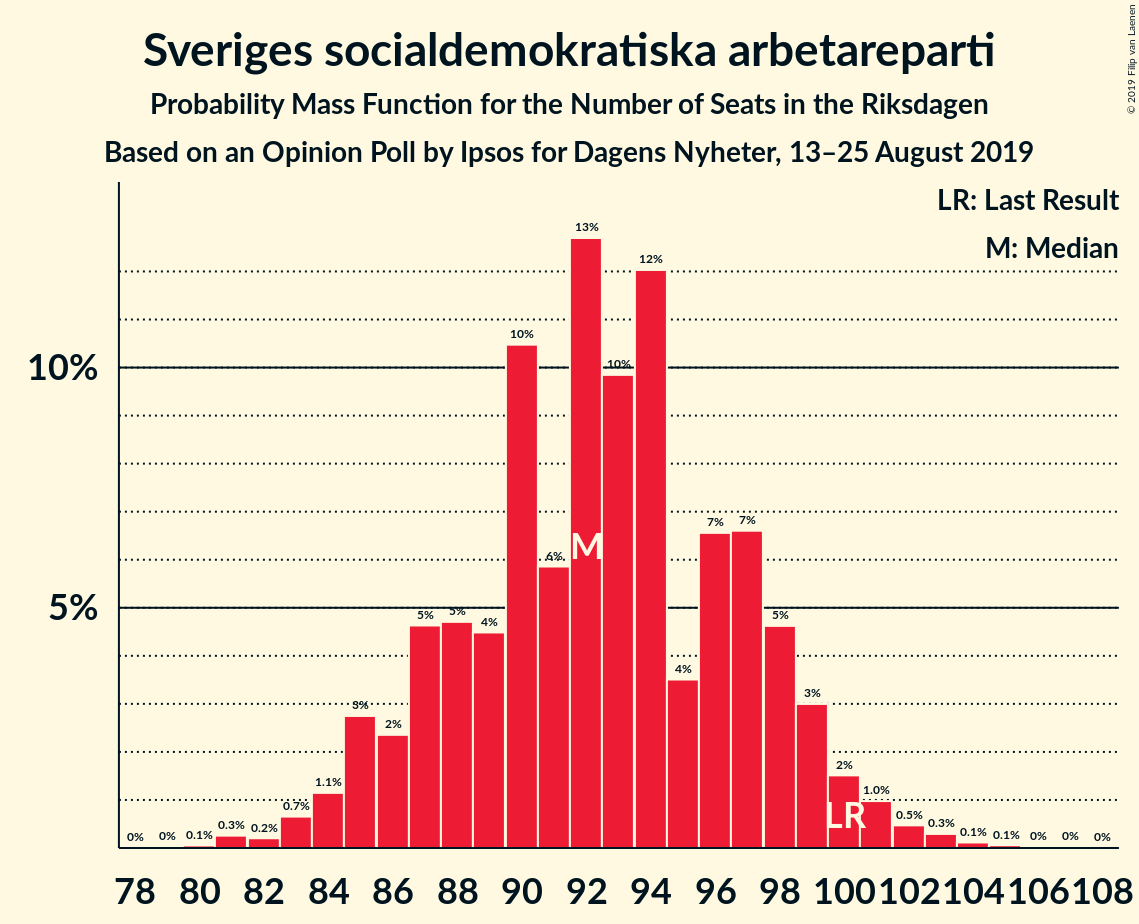 Sveriges socialdemokratiska arbetareparti
Probability Mass Function for the Number of Seats in the Riksdagen
Based on an Opinion Poll by Ipsos for Dagens Nyheter, 13–25 August 2019
© 2019 Filip van Laenen
LR: Last Result
M: Median
10%
5%
0% 0% 0.1% 0.3% 0.2% 0.7% 1.1% 3% 2% 5% 5% 4% 10% 6% 13% 10% 12% 4% 7% 7% 5% 3% 2% 1.0% 0.5% 0.3% 0.1% 0.1% 0% 0% 0%
M
LR
78 80 82 84 86 88 90 92 94 96 98 100 102 104 106 108